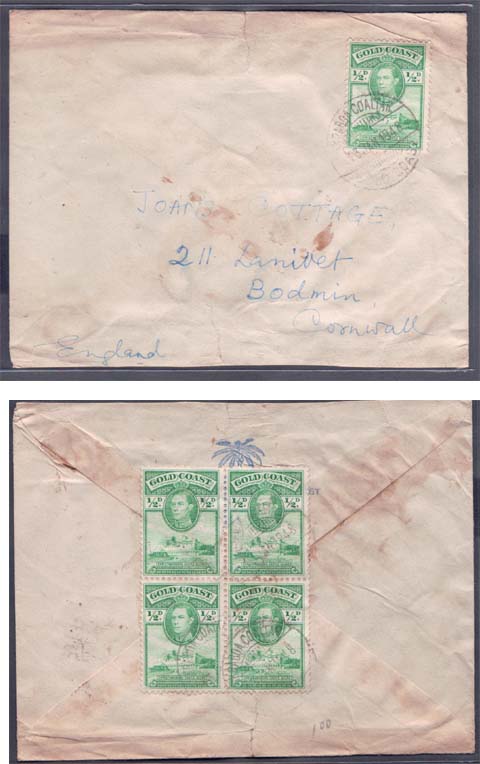 GOLD COAST
½D ½D.
JOANS COTTAGE,
211 Lanivet
Bodmin,
Cornwall
England
GOLD COAST GOLD COAST
½D ½D. ½D ½D.
GOLD COAST GOLD COAST
½D ½D. ½D ½D.
100